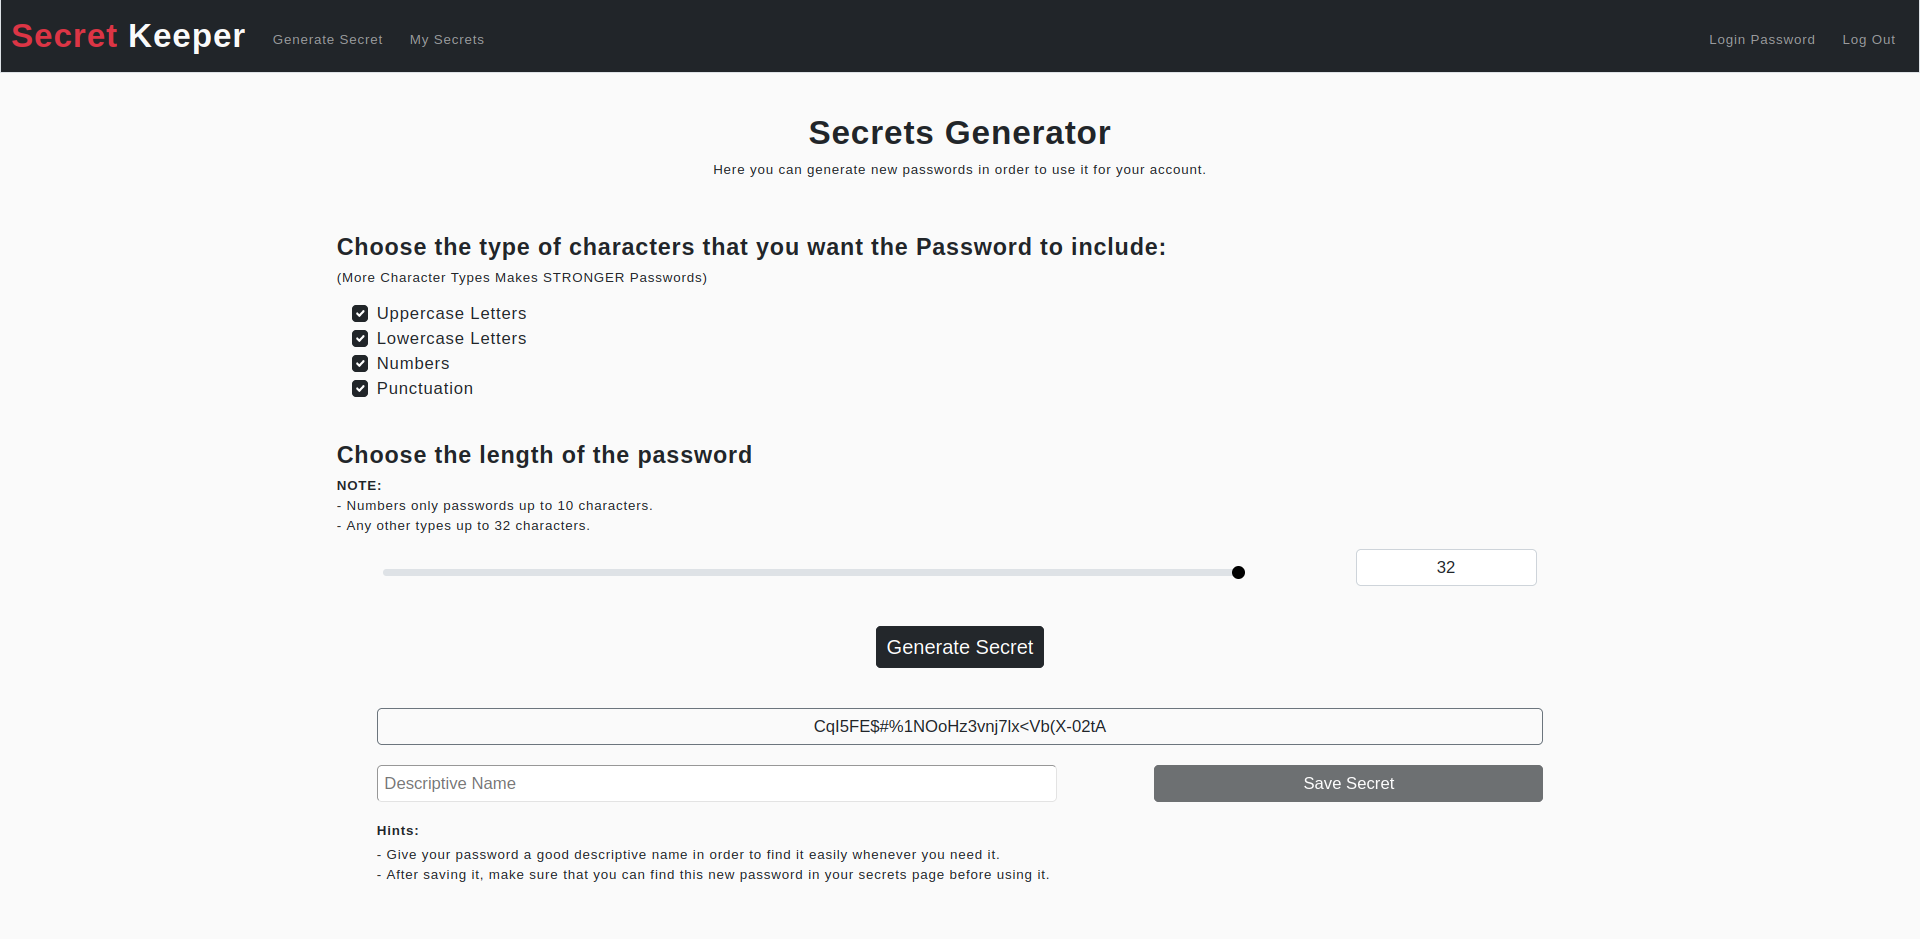 Secret Keeper Generate Secret My Secrets Login Password Log Out
Secrets Generator
Here you can generate new passwords in order to use it for your account.
Choose the type of characters that you want the Password to include:
(More Character Types Makes STRONGER Passwords)
Uppercase Letters
Lowercase Letters
Numbers
Punctuation
Choose the length of the password
NOTE:
- Numbers only passwords up to 10 characters.
- Any other types up to 32 characters.
32
Generate Secret
CqI5FE$#%1NOoHz3vnj7lx<Vb(X-02tA
Descriptive Name Save Secret
Hints:
- Give your password a good descriptive name in order to find it easily whenever you need it.
- After saving it, make sure that you can find this new password in your secrets page before using it.